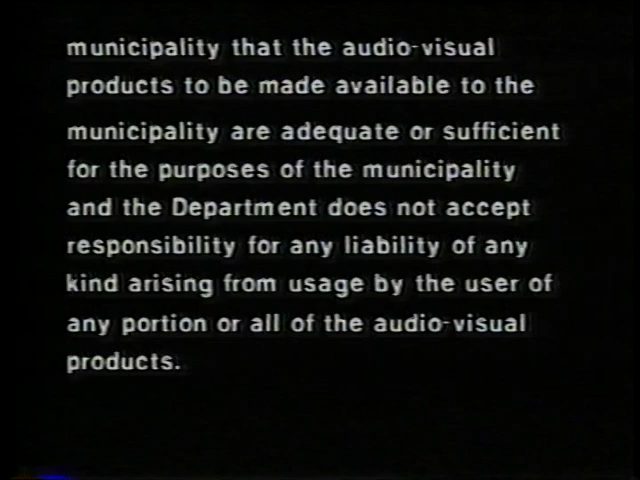 municipality that the audio-visual
products to be made available to the
municipality are adequate or sufficient
for the purposes of the municipality
and the Department does not accept
responsibility for any liability of any
kind arising from usage by the user of
any portion or all of the audio-visual
products.